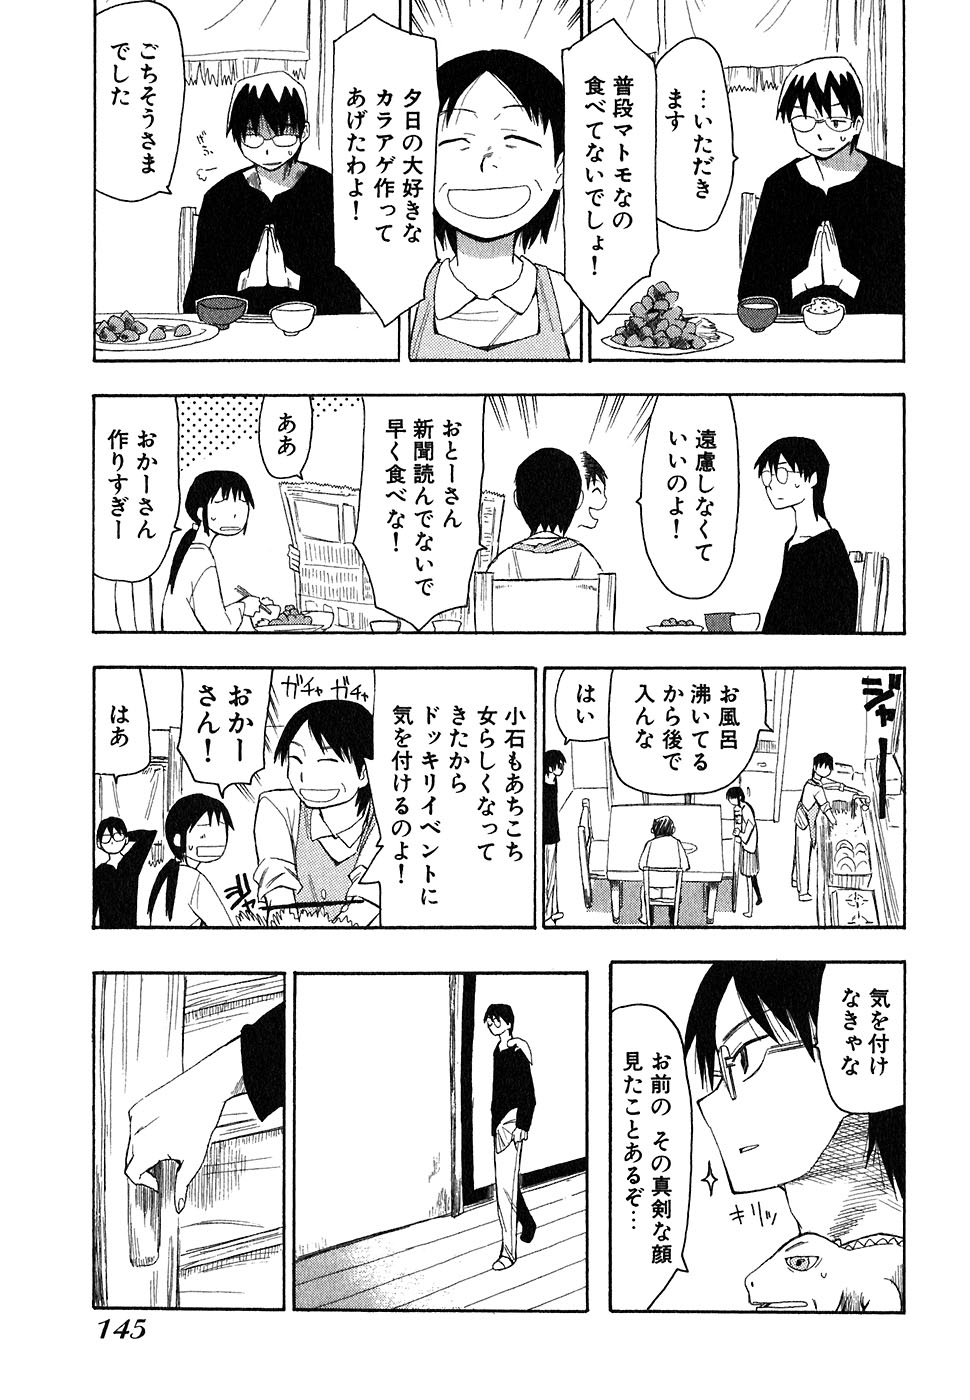 …いただき
ます
普段マトモなの
食べてないでしょ!
夕日の大好きな
カラアゲ作って
あげたわよ!
ごちそうさま
でした
遠慮しなくて
いいのよ!
おとーさん
新聞読んでないで
早く食べな!
ああ
おかーさん
作りすぎー
ジャー
お風呂
沸いてる
から後で
入んな
はい
小石もあちこち
女らしくなって
きたから
ドッキリイベントに
気を付けるのよ!
ガチャガチャ
おかー
さん!
はあ
気を付け
なきゃな
お前の その真剣な顔
見たことあるぞ…
キリッ
145